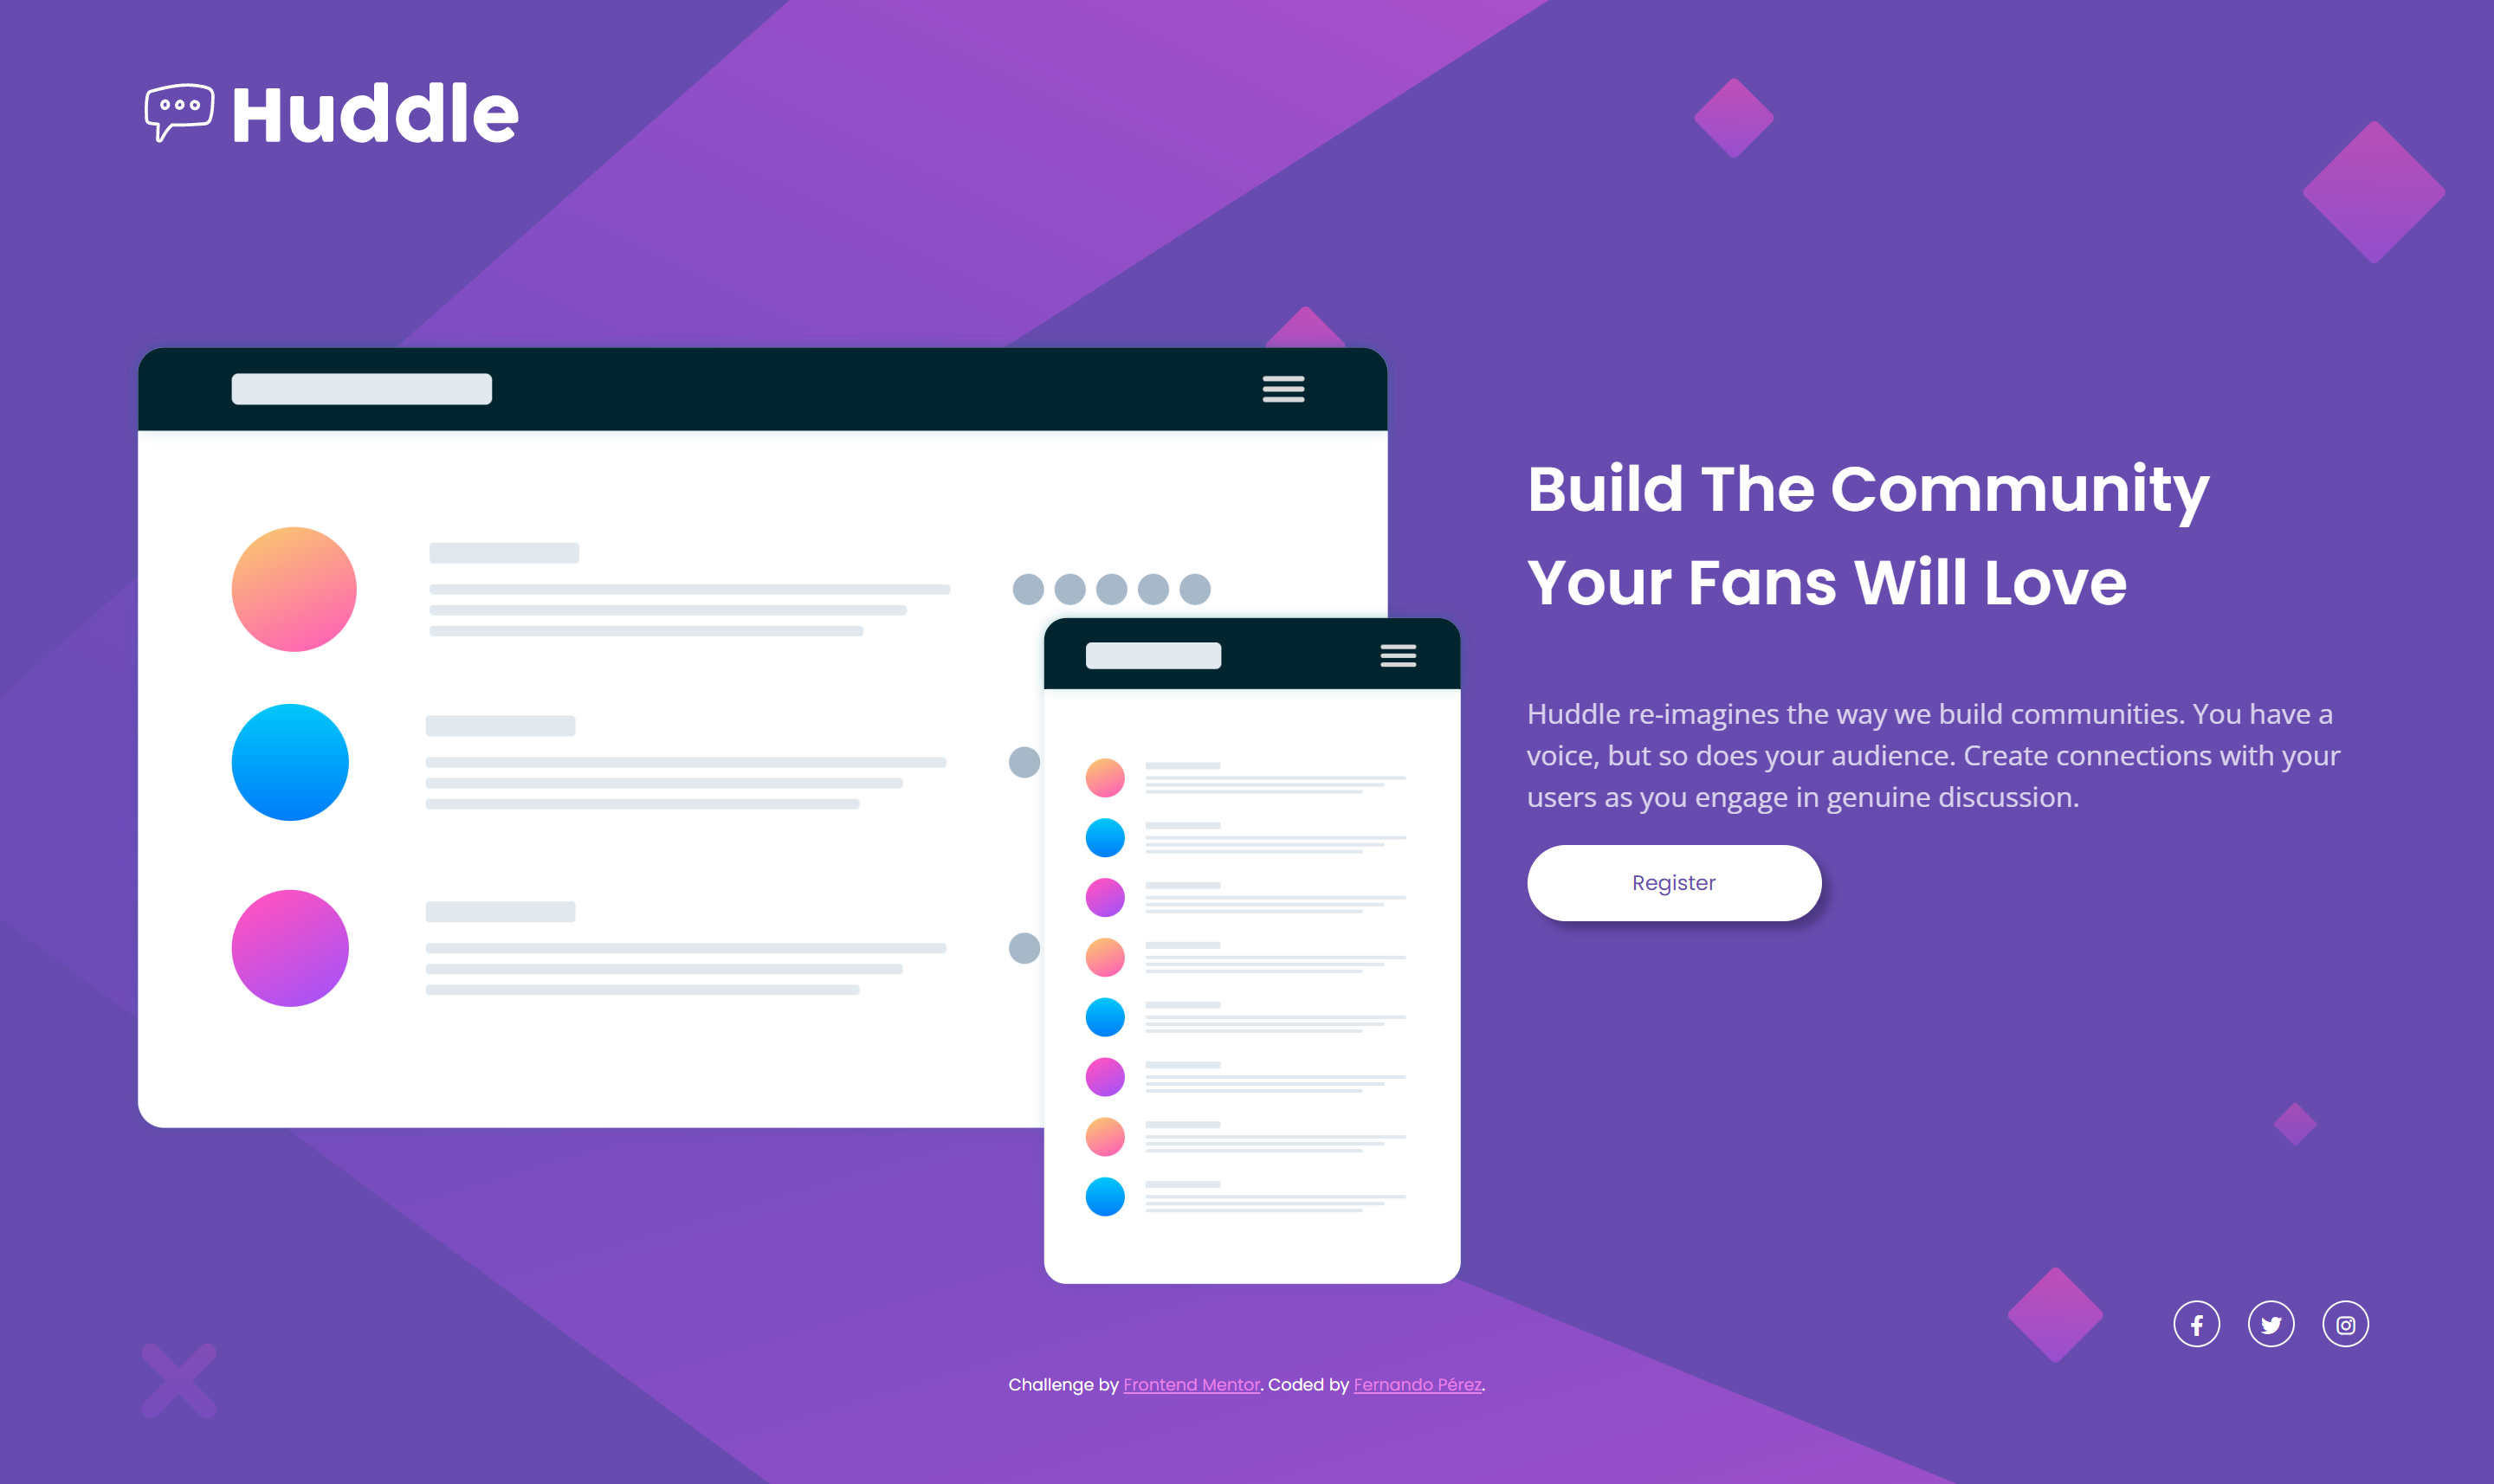 Huddle
Build The Community
Your Fans Will Love
Huddle re-imagines the way we build communities. You have a
voice, but so does your audience. Create connections with your
users as you engage in genuine discussion.
Register
Challenge by Frontend Mentor. Coded by Fernando Pérez.